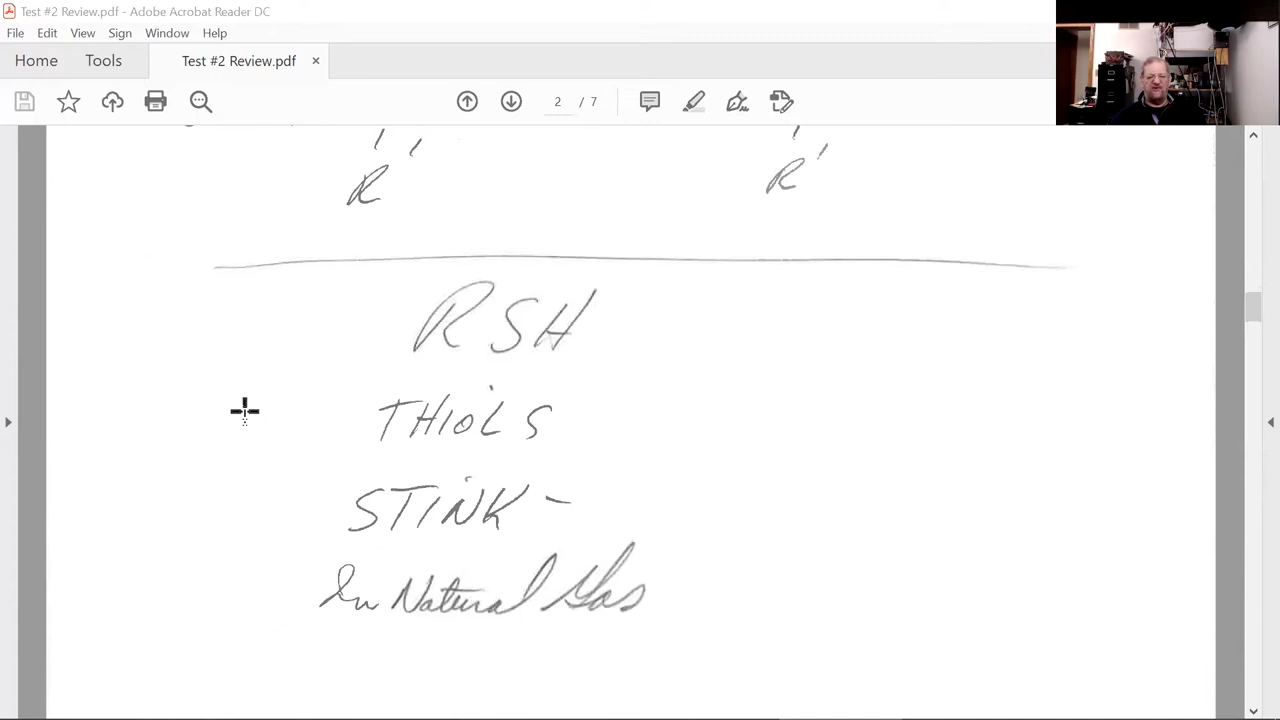 Test #2 Review.pdf - Adobe Acrobat Reader DC
File Edit View Sign Window Help
Home Tools Test #2 Review.pdf ×
2 / 7
R' R'
RSH
THIOLS
STINK -
In Natural Gas